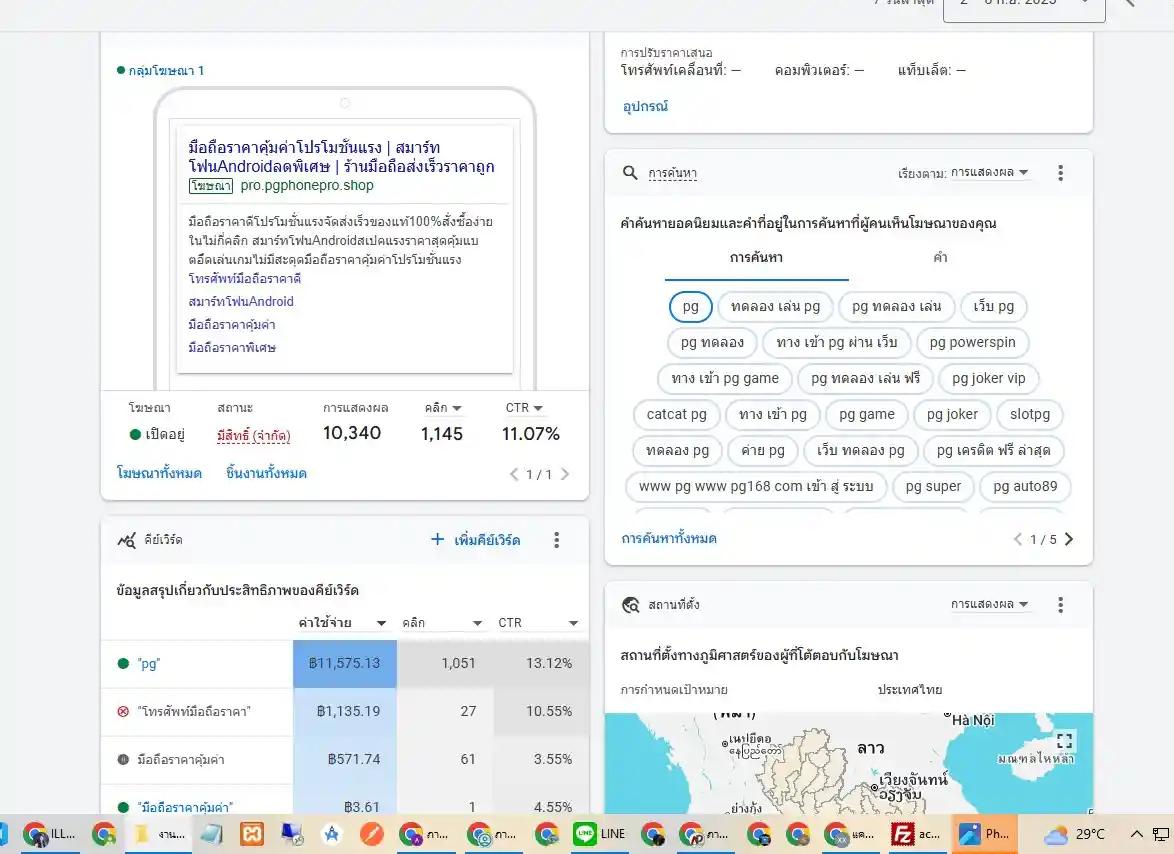 7 วันล่าสุด
กลุ่มโฆษณา 1
มือถือราคาคุ้มค่าโปรโมชั่นแรง | สมาร์ท
โฟนAndroidลดพิเศษ | ร้านมือถือส่งเร็วราคาถูก
โฆษณา pro.pgphonepro.shop
มือถือราคาดีโปรโมชั่นแรงจัดส่งเร็วของแท้100%สั่งซื้อง่าย
ในไม่กี่คลิก สมาร์ทโฟนAndroidสเปคแรงราคาสุดคุ้มแบ
ตอึดเล่นเกมไม่มีสะดุดมือถือราคาคุ้มค่าโปรโมชั่นแรง
โทรศัพท์มือถือราคาดี
สมาร์ทโฟนAndroid
มือถือราคาคุ้มค่า
มือถือราคาพิเศษ
โฆษณา สถานะ การแสดงผล คลิก CTR
เปิดอยู่ มีสิทธิ์ (จำกัด) 10,340 1,145 11.07%
โฆษณาทั้งหมด ชิ้นงานทั้งหมด 1 / 1
คีย์เวิร์ด + เพิ่มคีย์เวิร์ด
ข้อมูลสรุปเกี่ยวกับประสิทธิภาพของคีย์เวิร์ด
ค่าใช้จ่าย คลิก CTR
"pg" ฿11,575.13 1,051 13.12%
"โทรศัพท์มือถือราคา" ฿1,135.19 27 10.55%
มือถือราคาคุ้มค่า ฿571.74 61 3.55%
"มือถือราคาคุ้มค่า" ฿3.61 1 4.55%
การปรับราคาเสนอ
โทรศัพท์เคลื่อนที่: — คอมพิวเตอร์: — แท็บเล็ต: —
อุปกรณ์
การค้นหา เรียงตาม: การแสดงผล
คำค้นหายอดนิยมและคำที่อยู่ในการค้นหาที่ผู้คนเห็นโฆษณาของคุณ
การค้นหา คำ
pg ทดลอง เล่น pg pg ทดลอง เล่น เว็บ pg
pg ทดลอง ทาง เข้า pg ผ่าน เว็บ pg powerspin
ทาง เข้า pg game pg ทดลอง เล่น ฟรี pg joker vip
catcat pg ทาง เข้า pg pg game pg joker slotpg
ทดลอง pg ค่าย pg เว็บ ทดลอง pg pg เครดิต ฟรี ล่าสุด
www pg www pg168 com เข้า สู่ ระบบ pg super pg auto89
การค้นหาทั้งหมด 1 / 5
สถานที่ตั้ง การแสดงผล
สถานที่ตั้งทางภูมิศาสตร์ของผู้ที่โต้ตอบกับโฆษณา
การกำหนดเป้าหมาย ประเทศไทย
Hà Nội
เนปยีดอ
နေပြည်တော်
ลาว
มณฑลไหหลำ
เวียงจันทน์
ວຽງຈັນ
ย่างกุ้ง
ILL... งาน... ภา... ภา... LINE ภา... แด... ac... Ph... 29°C